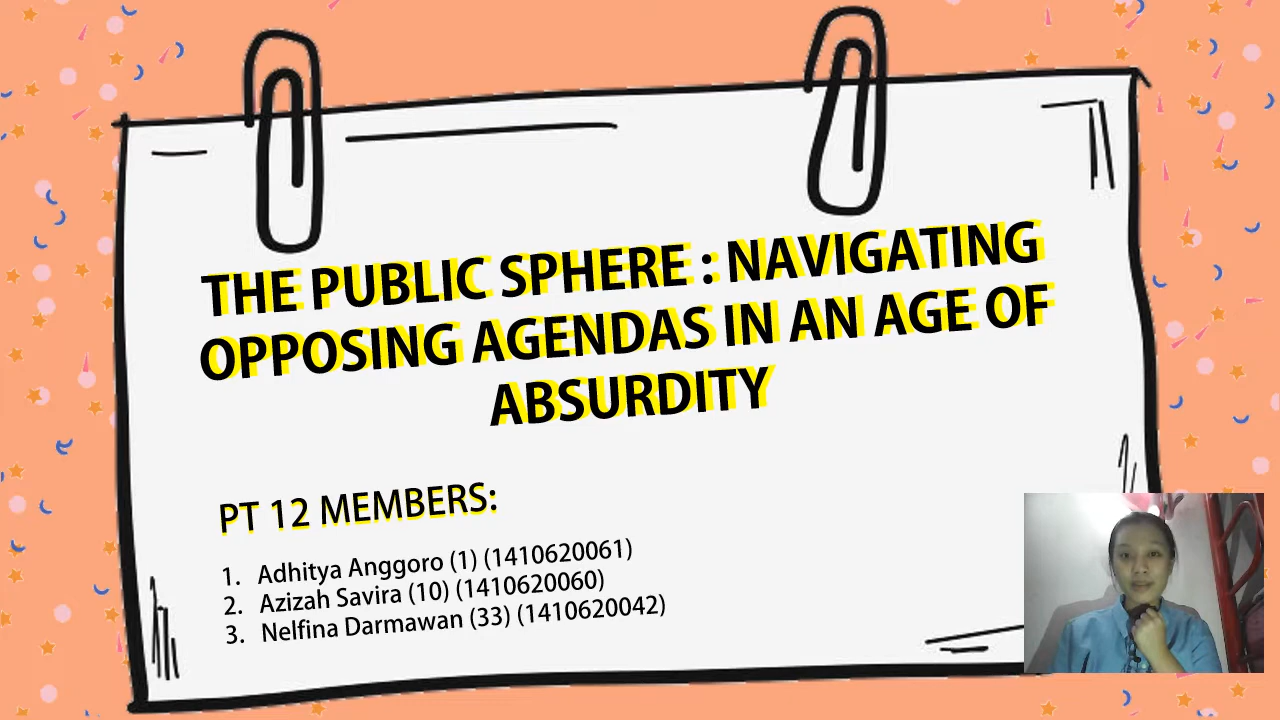 THE PUBLIC SPHERE : NAVIGATING
OPPOSING AGENDAS IN AN AGE OF
ABSURDITY
PT 12 MEMBERS:
1. Adhitya Anggoro (1) (1410620061)
2. Azizah Savira (10) (1410620060)
3. Nelfina Darmawan (33) (1410620042)